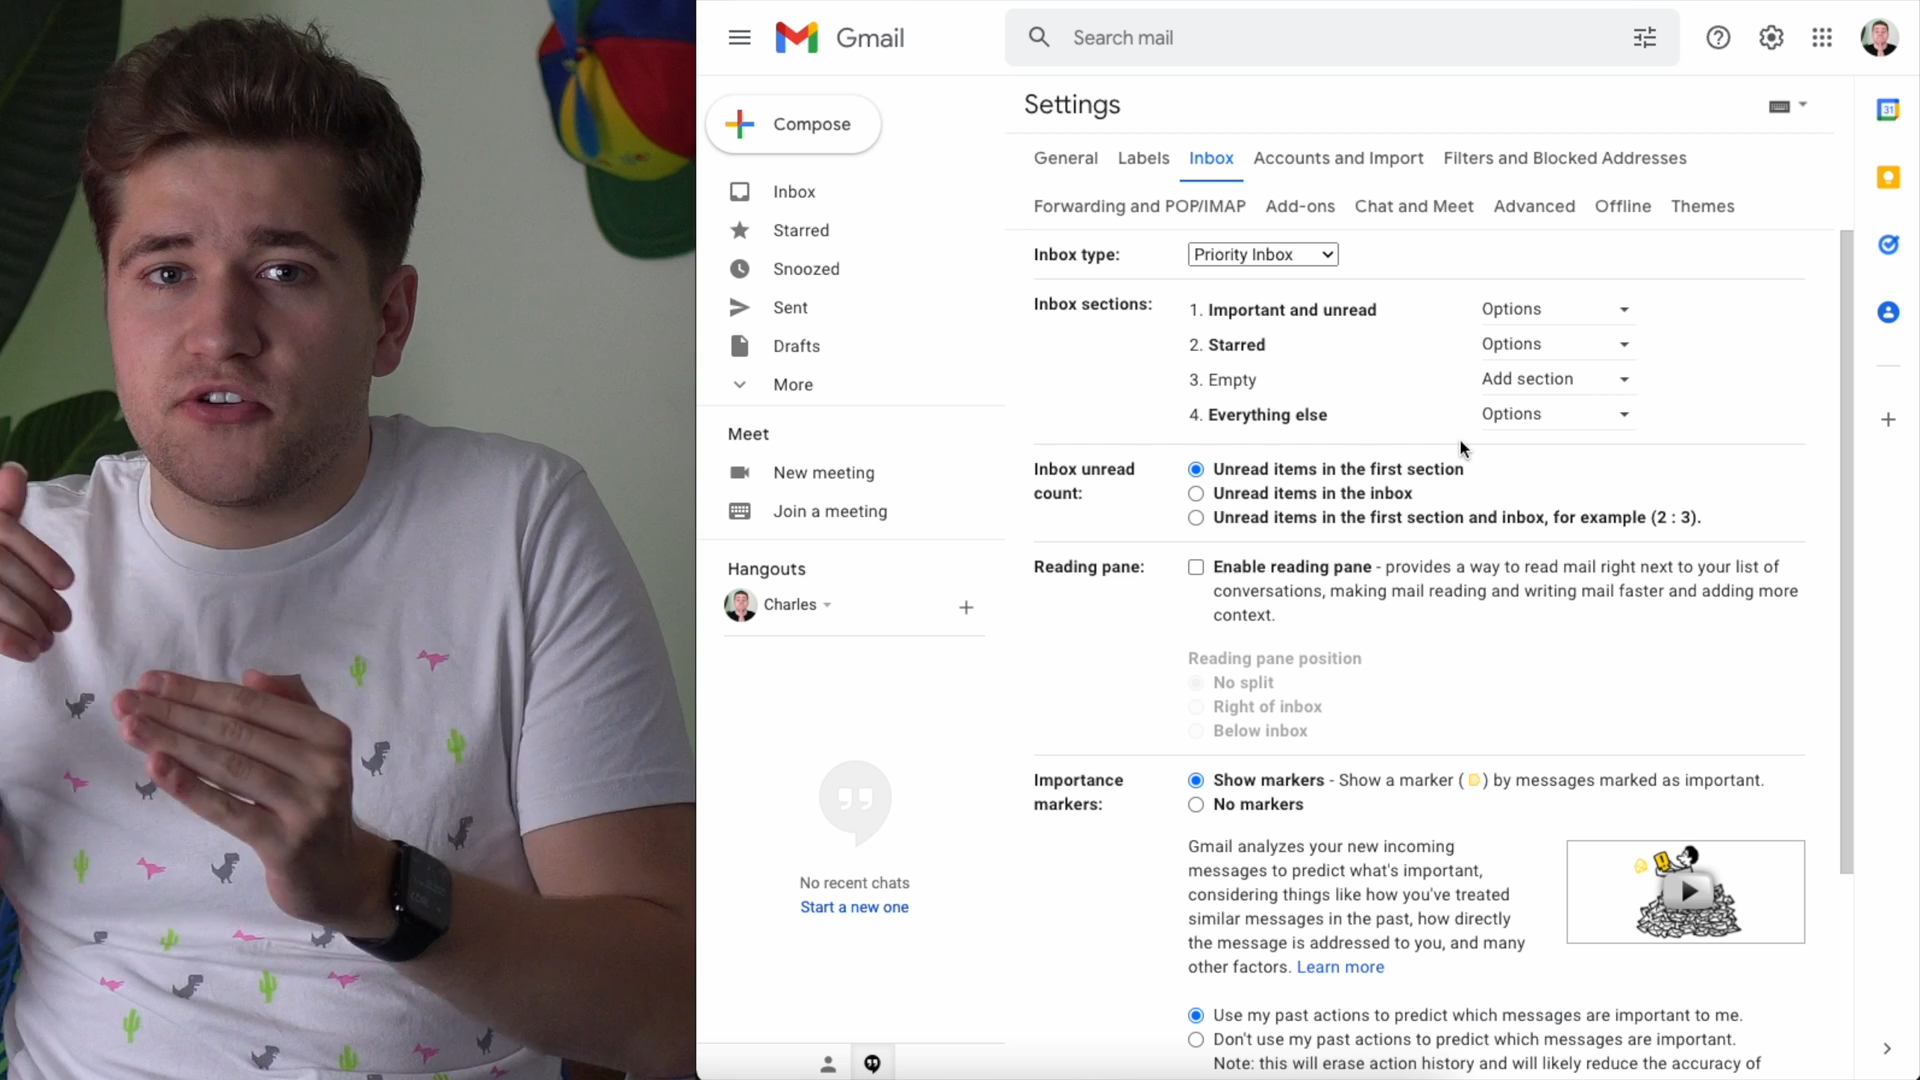 Gmail
Search mail
Compose
Inbox
Starred
Snoozed
Sent
Drafts
More
Meet
New meeting
Join a meeting
Hangouts
Charles
No recent chats
Start a new one
Settings
General Labels Inbox Accounts and Import Filters and Blocked Addresses
Forwarding and POP/IMAP Add-ons Chat and Meet Advanced Offline Themes
Inbox type: Priority Inbox
Inbox sections: 1. Important and unread Options
2. Starred Options
3. Empty Add section
4. Everything else Options
Inbox unread count:
Unread items in the first section
Unread items in the inbox
Unread items in the first section and inbox, for example (2 : 3).
Reading pane: Enable reading pane - provides a way to read mail right next to your list of
conversations, making mail reading and writing mail faster and adding more
context.
Reading pane position
No split
Right of inbox
Below inbox
Importance markers:
Show markers - Show a marker ( ) by messages marked as important.
No markers
Gmail analyzes your new incoming
messages to predict what's important,
considering things like how you've treated
similar messages in the past, how directly
the message is addressed to you, and many
other factors. Learn more
Use my past actions to predict which messages are important to me.
Don't use my past actions to predict which messages are important.
Note: this will erase action history and will likely reduce the accuracy of
31